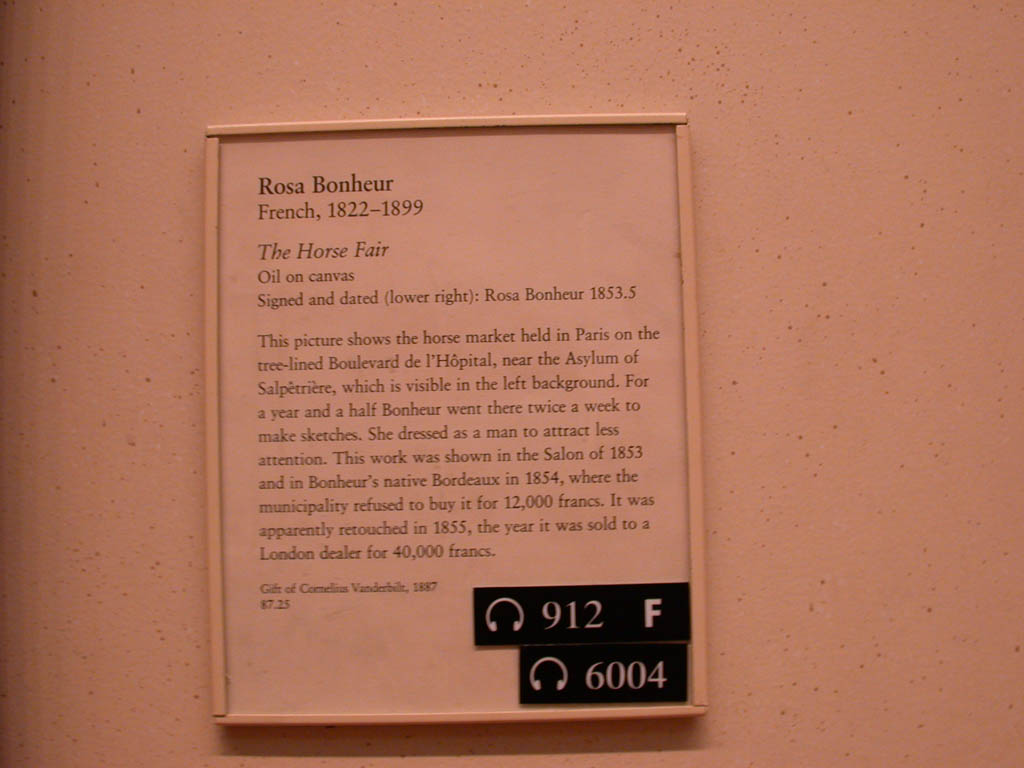 Rosa Bonheur
French, 1822–1899
The Horse Fair
Oil on canvas
Signed and dated (lower right): Rosa Bonheur 1853.5
This picture shows the horse market held in Paris on the
tree-lined Boulevard de l'Hôpital, near the Asylum of
Salpêtrière, which is visible in the left background. For
a year and a half Bonheur went there twice a week to
make sketches. She dressed as a man to attract less
attention. This work was shown in the Salon of 1853
and in Bonheur's native Bordeaux in 1854, where the
municipality refused to buy it for 12,000 francs. It was
apparently retouched in 1855, the year it was sold to a
London dealer for 40,000 francs.
Gift of Cornelius Vanderbilt, 1887
87.25
912 F
6004